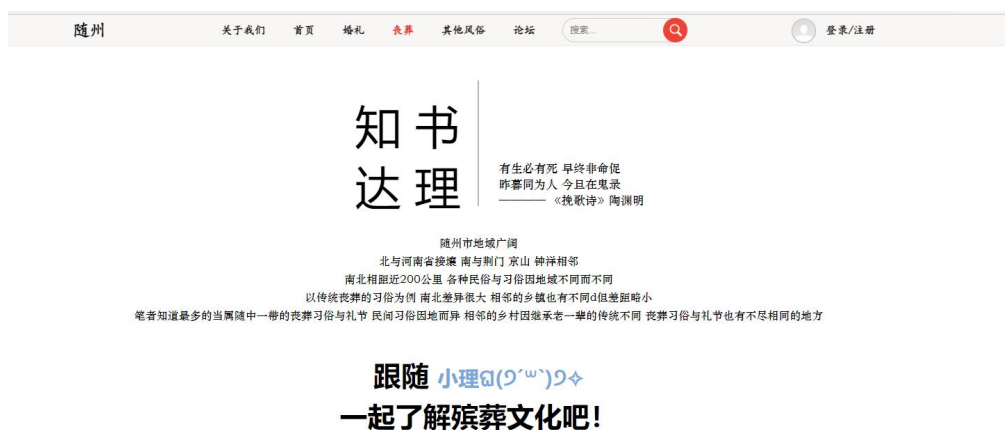 随州 关于我们 首页 婚礼 丧葬 其他风俗 论坛 搜索... 登录/注册
知书
达理
有生必有死 早终非命促
昨暮同为人 今且在鬼录
———— 《挽歌诗》陶渊明
随州市地域广阔
北与河南省接壤 南与荆门 京山 钟祥相邻
南北相距近200公里 各种民俗与习俗因地域不同而不同
以传统丧葬的习俗为例 南北差异很大 相邻的乡镇也有不同d但差距略小
笔者知道最多的当属随中一带的丧葬习俗与礼节 民间习俗因地而异 相邻的乡村因继承老一辈的传统不同 丧葬习俗与礼节也有不尽相同的地方
跟随 小理ฅ(୨´꒳`)୨✧
一起了解殡葬文化吧！